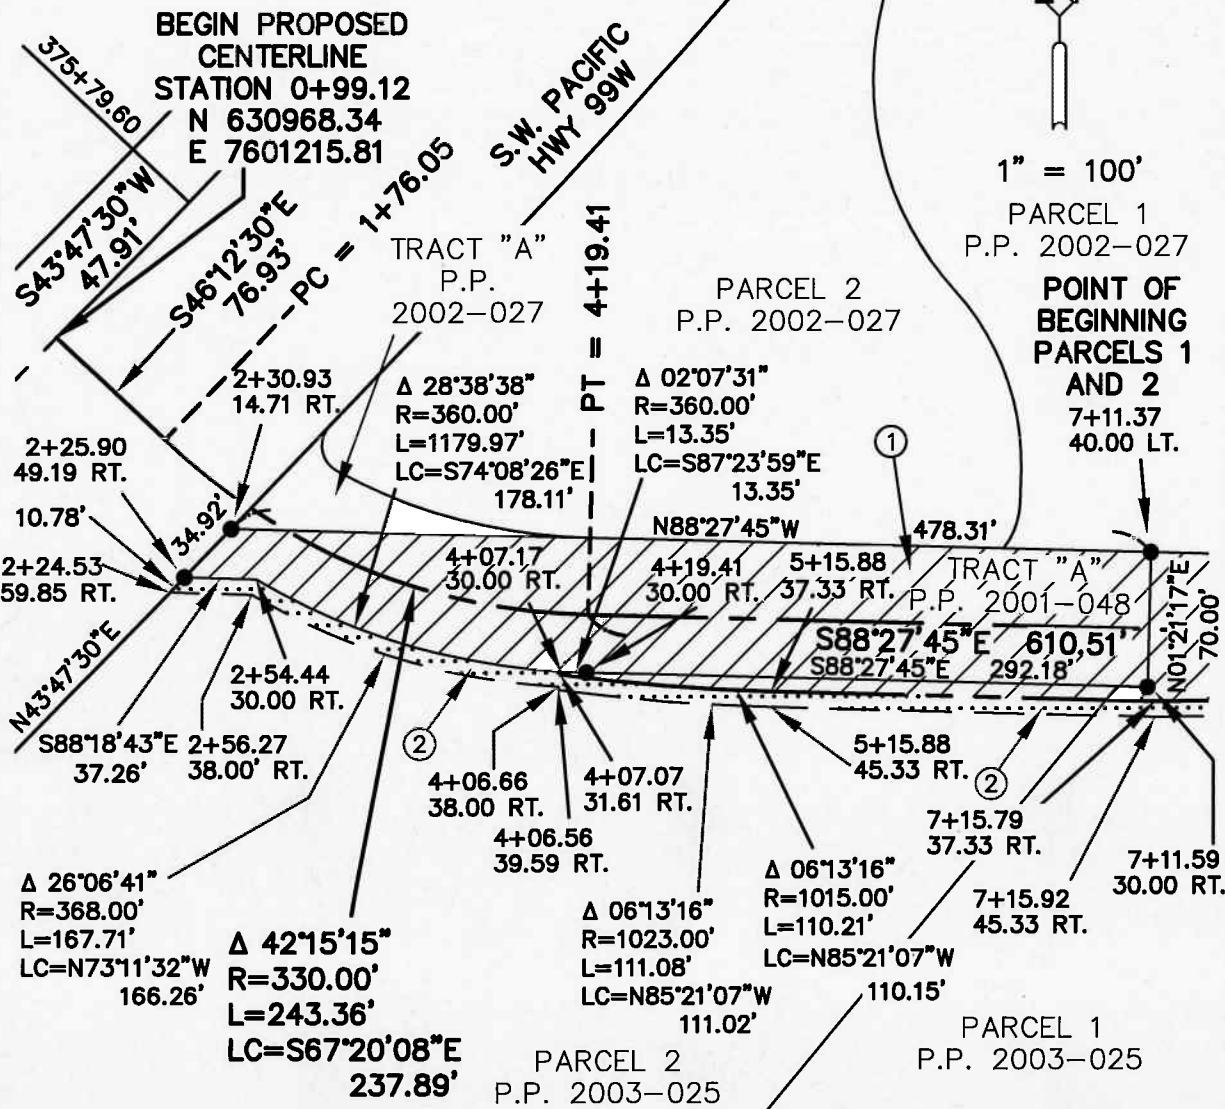 BEGIN PROPOSED
CENTERLINE
STATION 0+99.12
N 630968.34
E 7601215.81
375+79.60
S43°47'30"W
47.91'
S46°12'30"E
76.93'
PC = 1+76.05
S.W. PACIFIC
HWY 99W
1" = 100'
PARCEL 1
P.P. 2002-027
TRACT "A"
P.P.
2002-027
PT = 4+19.41
PARCEL 2
P.P. 2002-027
POINT OF
BEGINNING
PARCELS 1
AND 2
7+11.37
40.00 LT.
2+30.93
14.71 RT.
Δ 28°38'38"
R=360.00'
L=1179.97'
LC=S74°08'26"E
178.11'
Δ 02°07'31"
R=360.00'
L=13.35'
LC=S87°23'59"E
13.35'
1
2+25.90
49.19 RT.
10.78'
34.92'
2+24.53
59.85 RT.
N88°27'45"W
478.31'
4+07.17
30.00 RT.
4+19.41
30.00 RT.
5+15.88
37.33 RT.
TRACT "A"
P.P. 2001-048
S88°27'45"E 610.51'
S88°27'45"E 292.18'
N01°21'17"E
70.00'
N43°47'30"E
2+54.44
30.00 RT.
S88°18'43"E
37.26'
2+56.27
38.00' RT.
2
4+06.66
38.00 RT.
4+07.07
31.61 RT.
4+06.56
39.59 RT.
5+15.88
45.33 RT.
2
7+15.79
37.33 RT.
7+11.59
30.00 RT.
7+15.92
45.33 RT.
Δ 26°06'41"
R=368.00'
L=167.71'
LC=N73°11'32"W
166.26'
Δ 42°15'15"
R=330.00'
L=243.36'
LC=S67°20'08"E
237.89'
Δ 06°13'16"
R=1023.00'
L=111.08'
LC=N85°21'07"W
111.02'
Δ 06°13'16"
R=1015.00'
L=110.21'
LC=N85°21'07"W
110.15'
PARCEL 2
P.P. 2003-025
PARCEL 1
P.P. 2003-025